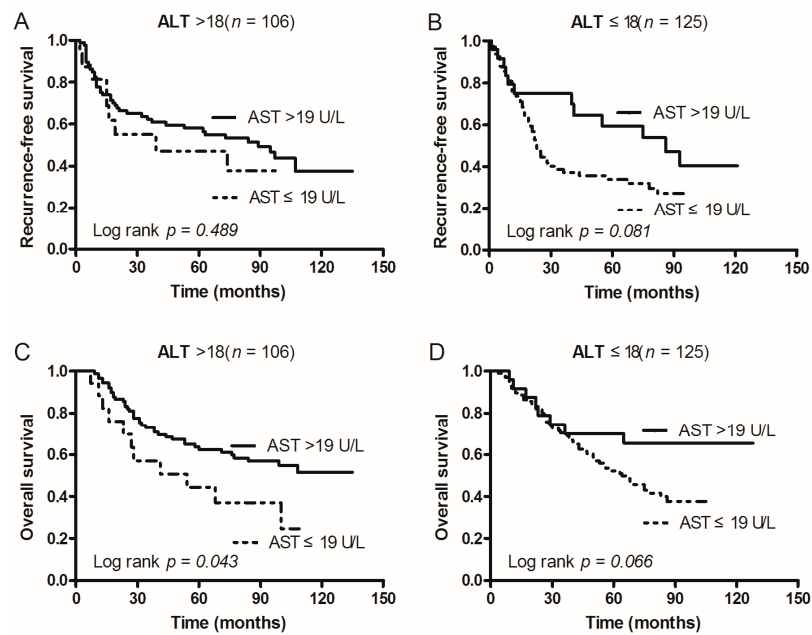 A
ALT >18(n = 106)
Recurrence-free survival
1.0
0.8
0.6
0.4
0.2
0.0
AST >19 U/L
AST ≤ 19 U/L
Log rank p = 0.489
0 30 60 90 120 150
Time (months)
B
ALT ≤ 18(n = 125)
Recurrence-free survival
1.0
0.8
0.6
0.4
0.2
0.0
AST >19 U/L
AST ≤ 19 U/L
Log rank p = 0.081
0 30 60 90 120 150
Time (months)
C
ALT >18(n = 106)
Overall survival
1.0
0.8
0.6
0.4
0.2
0.0
AST >19 U/L
AST ≤ 19 U/L
Log rank p = 0.043
0 30 60 90 120 150
Time (months)
D
ALT ≤ 18(n = 125)
Overall survival
1.0
0.8
0.6
0.4
0.2
0.0
AST >19 U/L
AST ≤ 19 U/L
Log rank p = 0.066
0 30 60 90 120 150
Time (months)